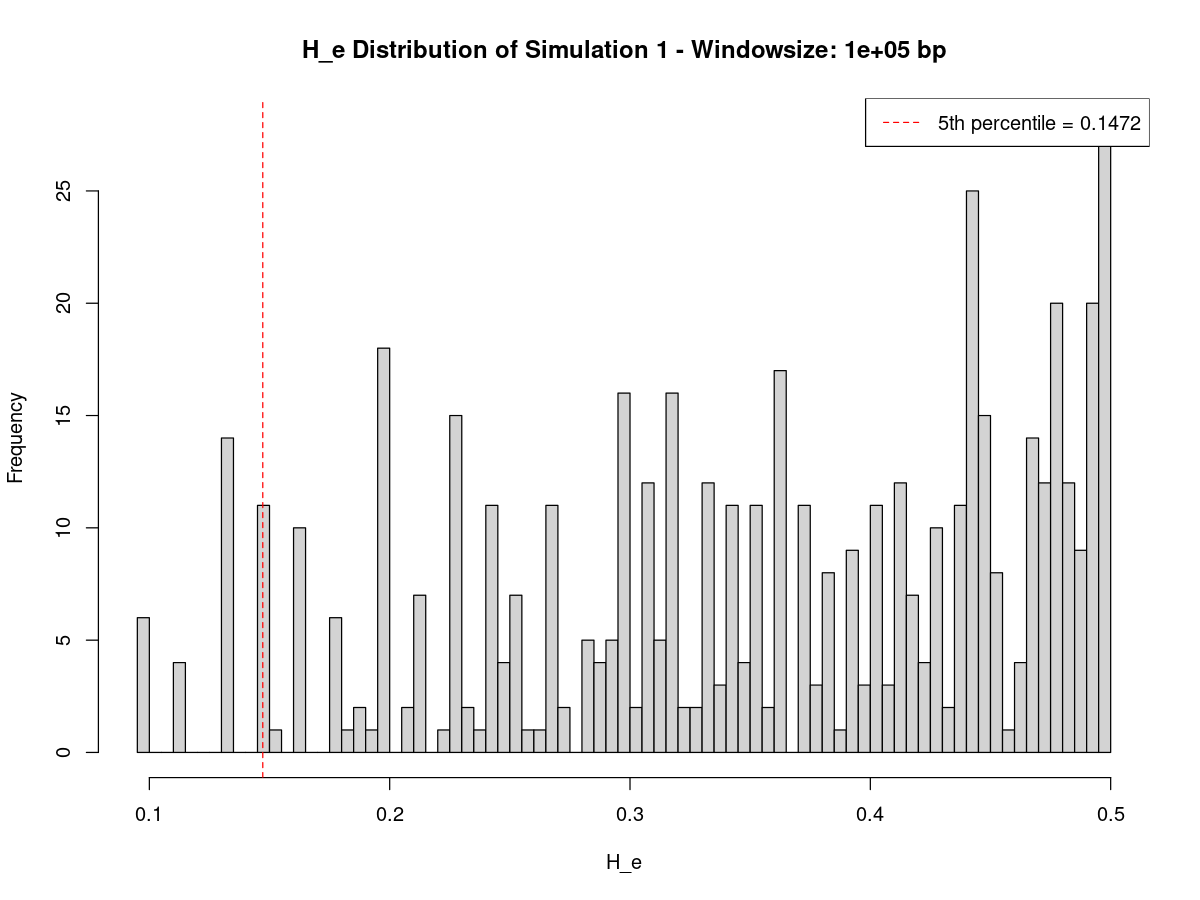 H_e Distribution of Simulation 1 - Windowsize: 1e+05 bp
5th percentile = 0.1472
25
20
15
10
5
0
Frequency
0.1 0.2 0.3 0.4 0.5
H_e